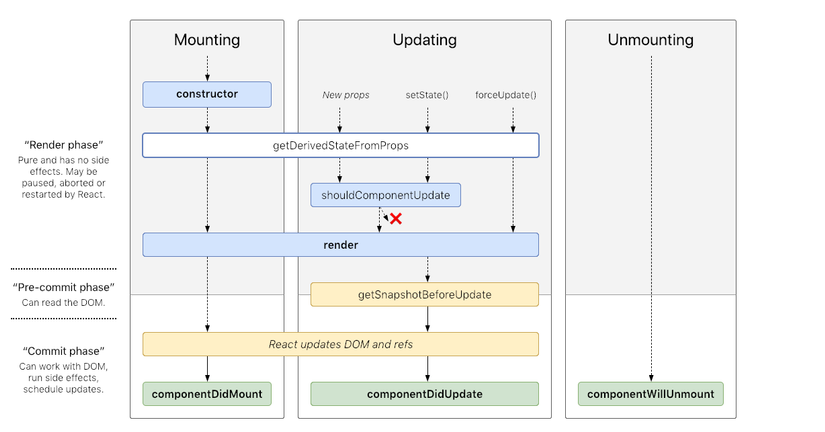 Mounting
Updating
Unmounting
constructor
New props
setState()
forceUpdate()
“Render phase”
Pure and has no side
effects. May be
paused, aborted or
restarted by React.
getDerivedStateFromProps
shouldComponentUpdate
render
“Pre-commit phase”
Can read the DOM.
getSnapshotBeforeUpdate
“Commit phase”
Can work with DOM,
run side effects,
schedule updates.
React updates DOM and refs
componentDidMount
componentDidUpdate
componentWillUnmount